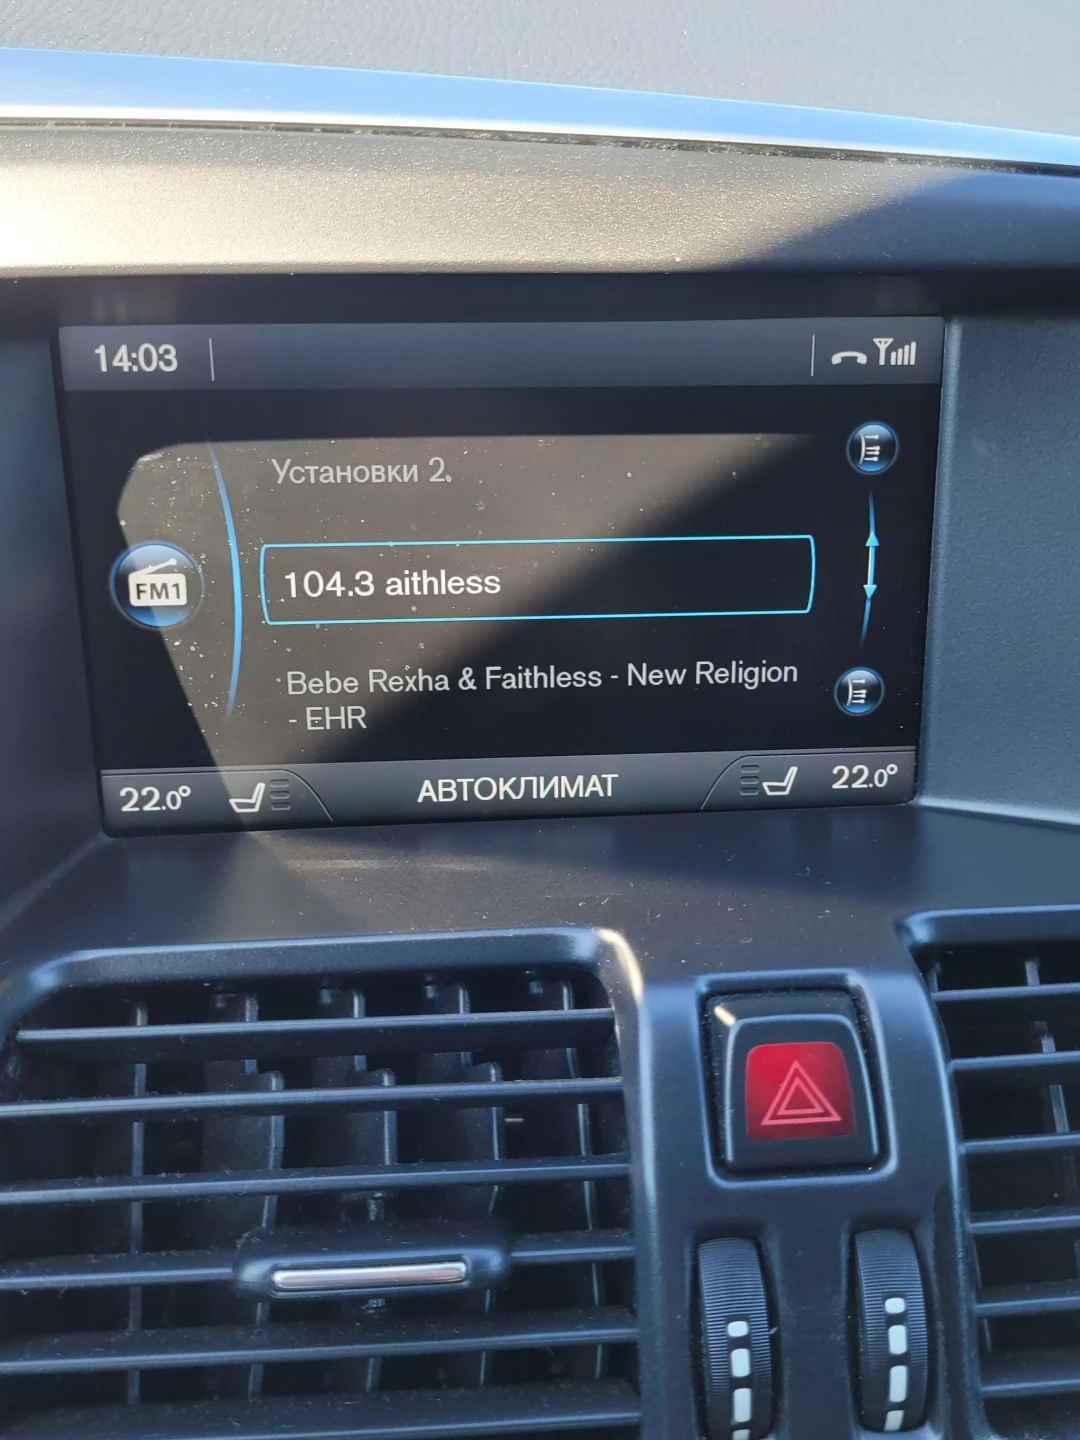 14:03
Установки 2.
FM1
104.3 aithless
Bebe Rexha & Faithless - New Religion
- EHR
22.0° АВТОКЛИМАТ 22.0°